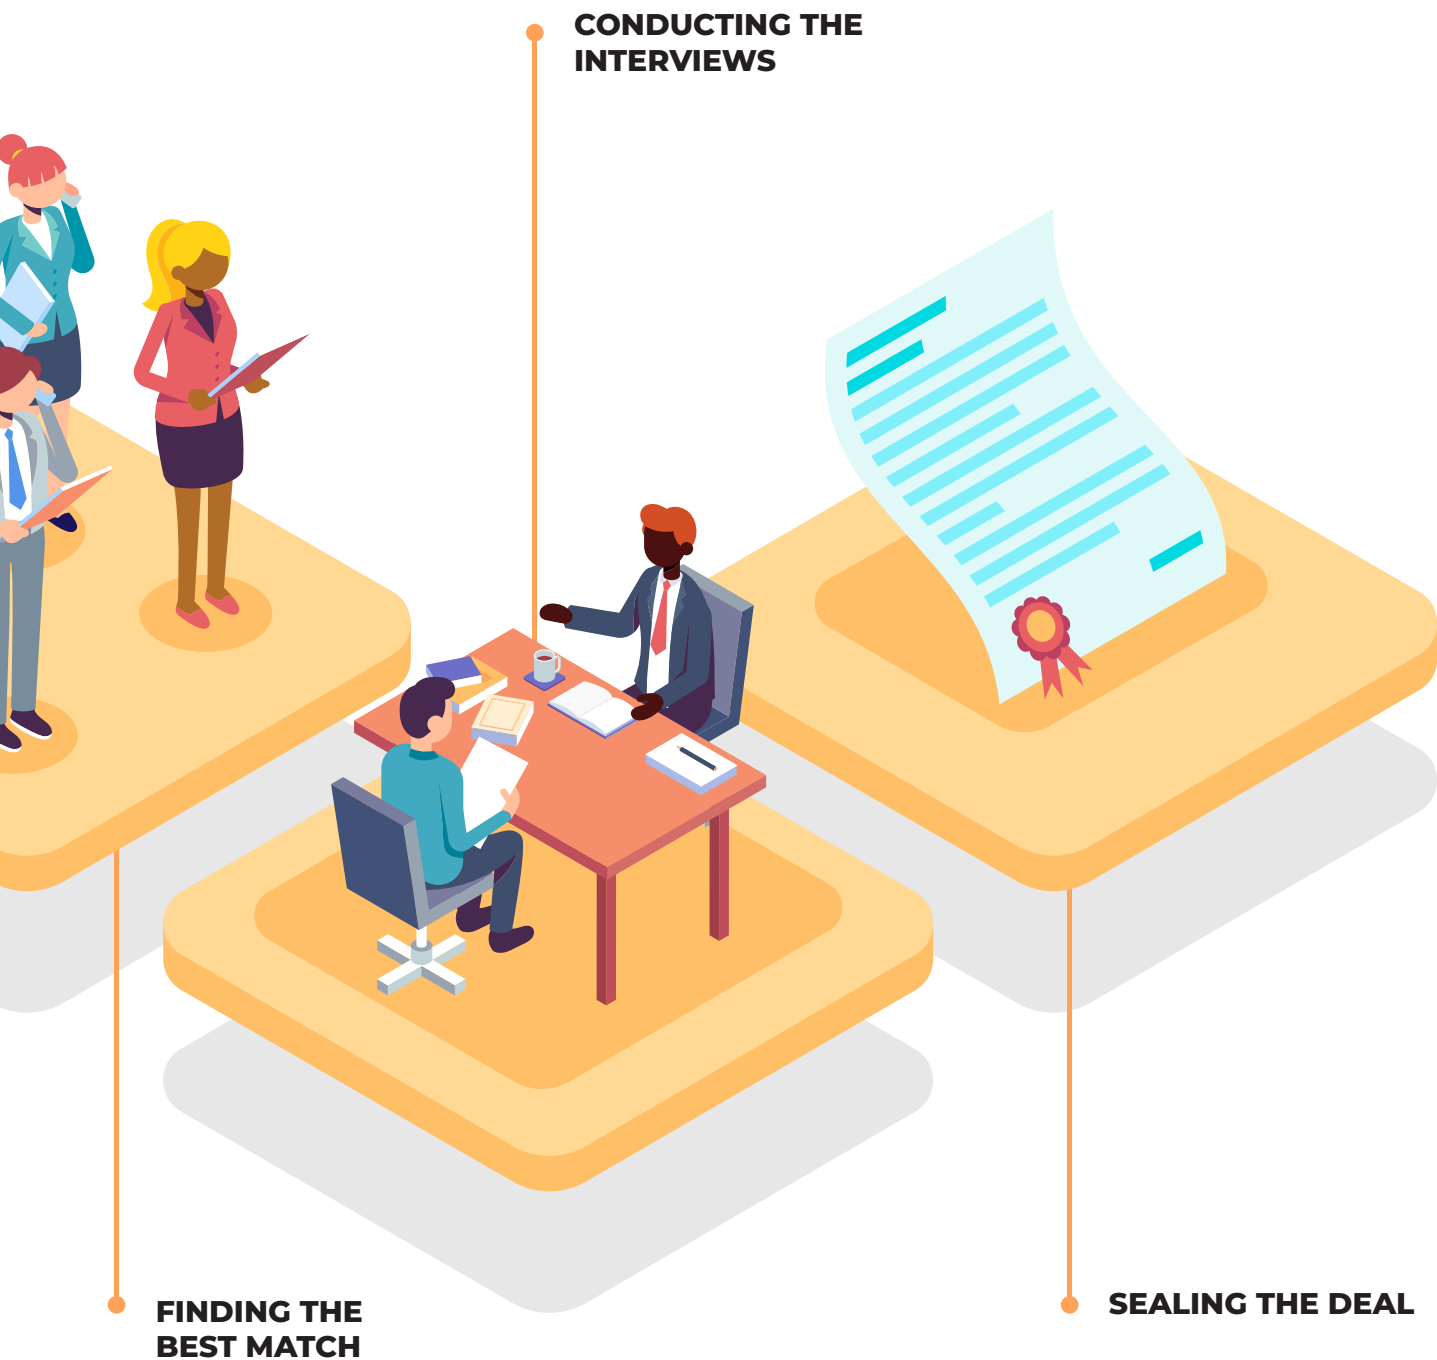 CONDUCTING THE
INTERVIEWS
FINDING THE
BEST MATCH
SEALING THE DEAL